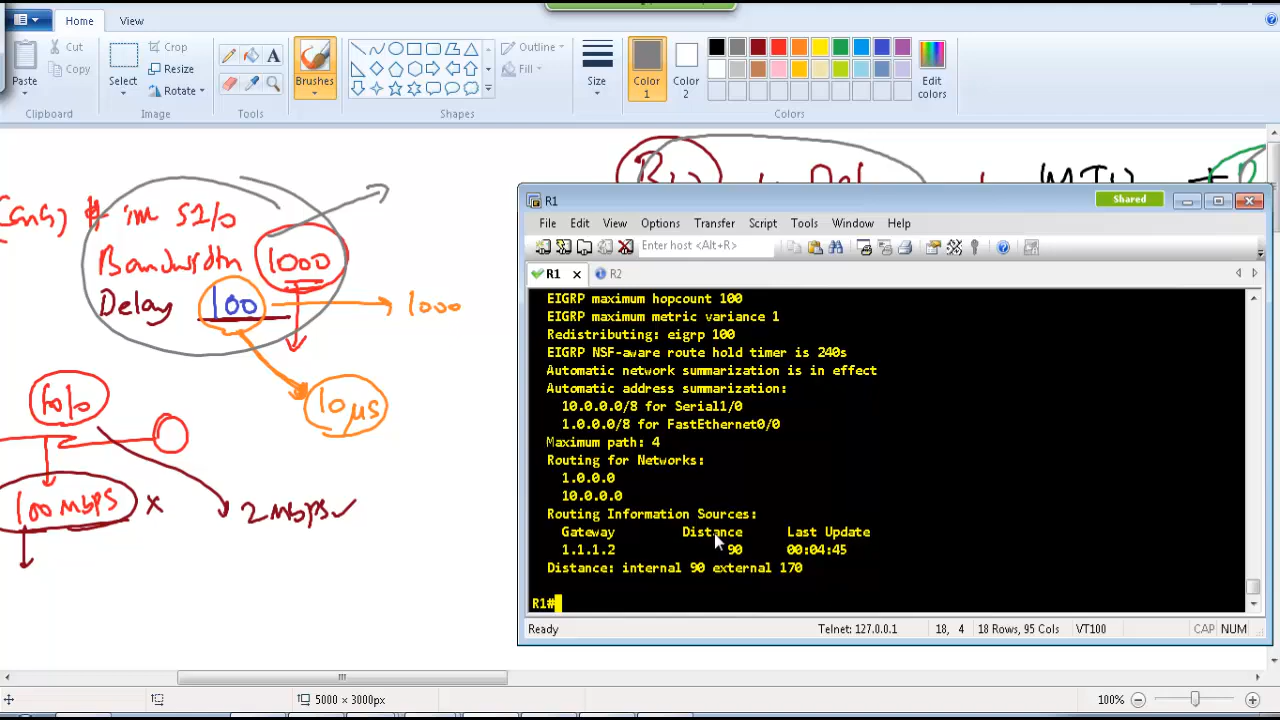 Home View
Cut
Copy
Paste
Clipboard
Select
Crop
Resize
Rotate
Image
Tools
Brushes
Shapes
Outline
Fill
Size
Color 1
Color 2
Edit colors
Colors
int S1/0
Bandwidth 1000
Delay 100 1000
10 µs
100 Mbps x 2 Mbps
MTU
R1
Shared
File Edit View Options Transfer Script Tools Window Help
Enter host <Alt+R>
R1 R2
EIGRP maximum hopcount 100
EIGRP maximum metric variance 1
Redistributing: eigrp 100
EIGRP NSF-aware route hold timer is 240s
Automatic network summarization is in effect
Automatic address summarization:
10.0.0.0/8 for Serial1/0
1.0.0.0/8 for FastEthernet0/0
Maximum path: 4
Routing for Networks:
1.0.0.0
10.0.0.0
Routing Information Sources:
Gateway Distance Last Update
1.1.1.2 90 00:04:45
Distance: internal 90 external 170
R1#
Ready Telnet: 127.0.0.1 18, 4 18 Rows, 95 Cols VT100 CAP NUM
5000 × 3000px 100%